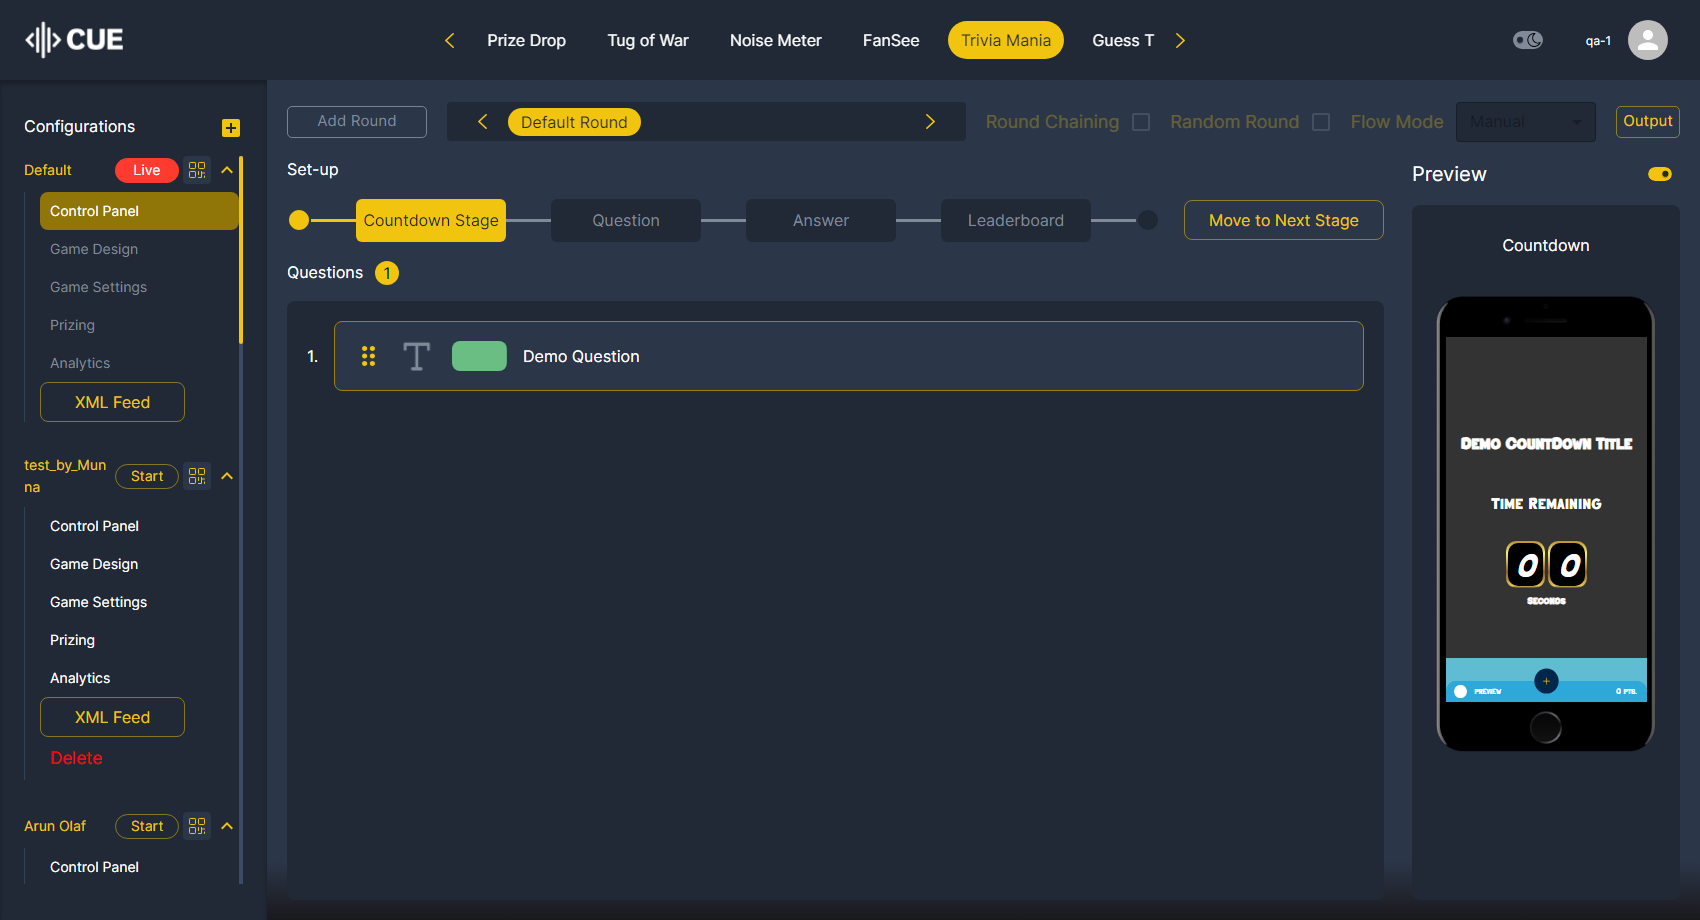 CUE
Prize Drop
Tug of War
Noise Meter
FanSee
Trivia Mania
Guess T
qa-1
Configurations
Default
Live
Control Panel
Game Design
Game Settings
Prizing
Analytics
XML Feed
test_by_Mun
na
Start
Control Panel
Game Design
Game Settings
Prizing
Analytics
XML Feed
Delete
Arun Olaf
Start
Control Panel
Add Round
Default Round
Round Chaining
Random Round
Flow Mode
Manual
Output
Set-up
Countdown Stage
Question
Answer
Leaderboard
Move to Next Stage
Questions
1
1.
T
Demo Question
Preview
Countdown
Demo CountDown Title
Time Remaining
0 0
Seconds
PREVIEW
0 PTS.